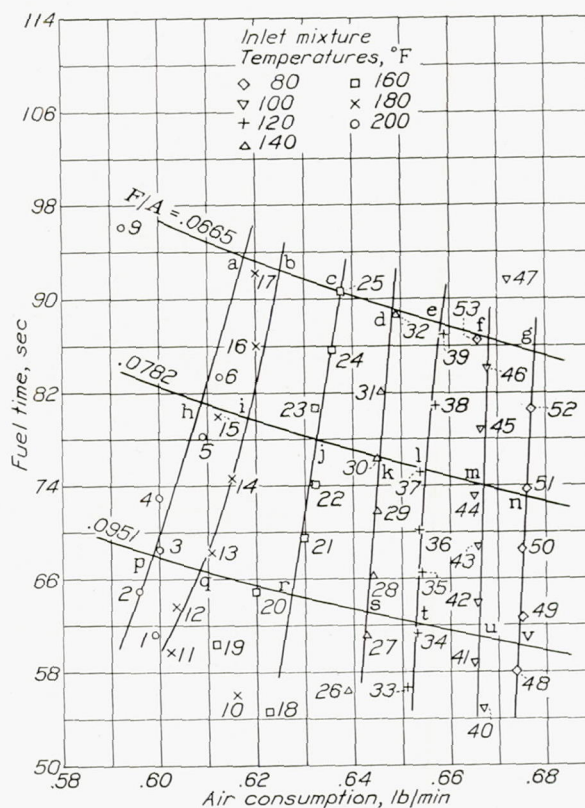 114
106
98
90
82
74
66
58
50
Fuel time, sec
Inlet mixture
Temperatures, °F
◇ 80 □ 160
▽ 100 × 180
+ 120 ○ 200
△ 140
F/A = .0665
9
a
b
17
c
25
d
32
53
e
39
f
g
47
16
24
46
6
31
.0782
h
15
i
23
38
45
52
5
j
30
k
l
37
m
51
n
14
22
44
4
29
.0951
3
13
21
36
43
50
p
q
r
2
12
20
28
35
42
s
t
u
49
1
11
19
27
34
41
v
10
18
26
33
40
48
.58 .60 .62 .64 .66 .68
Air consumption, lb/min